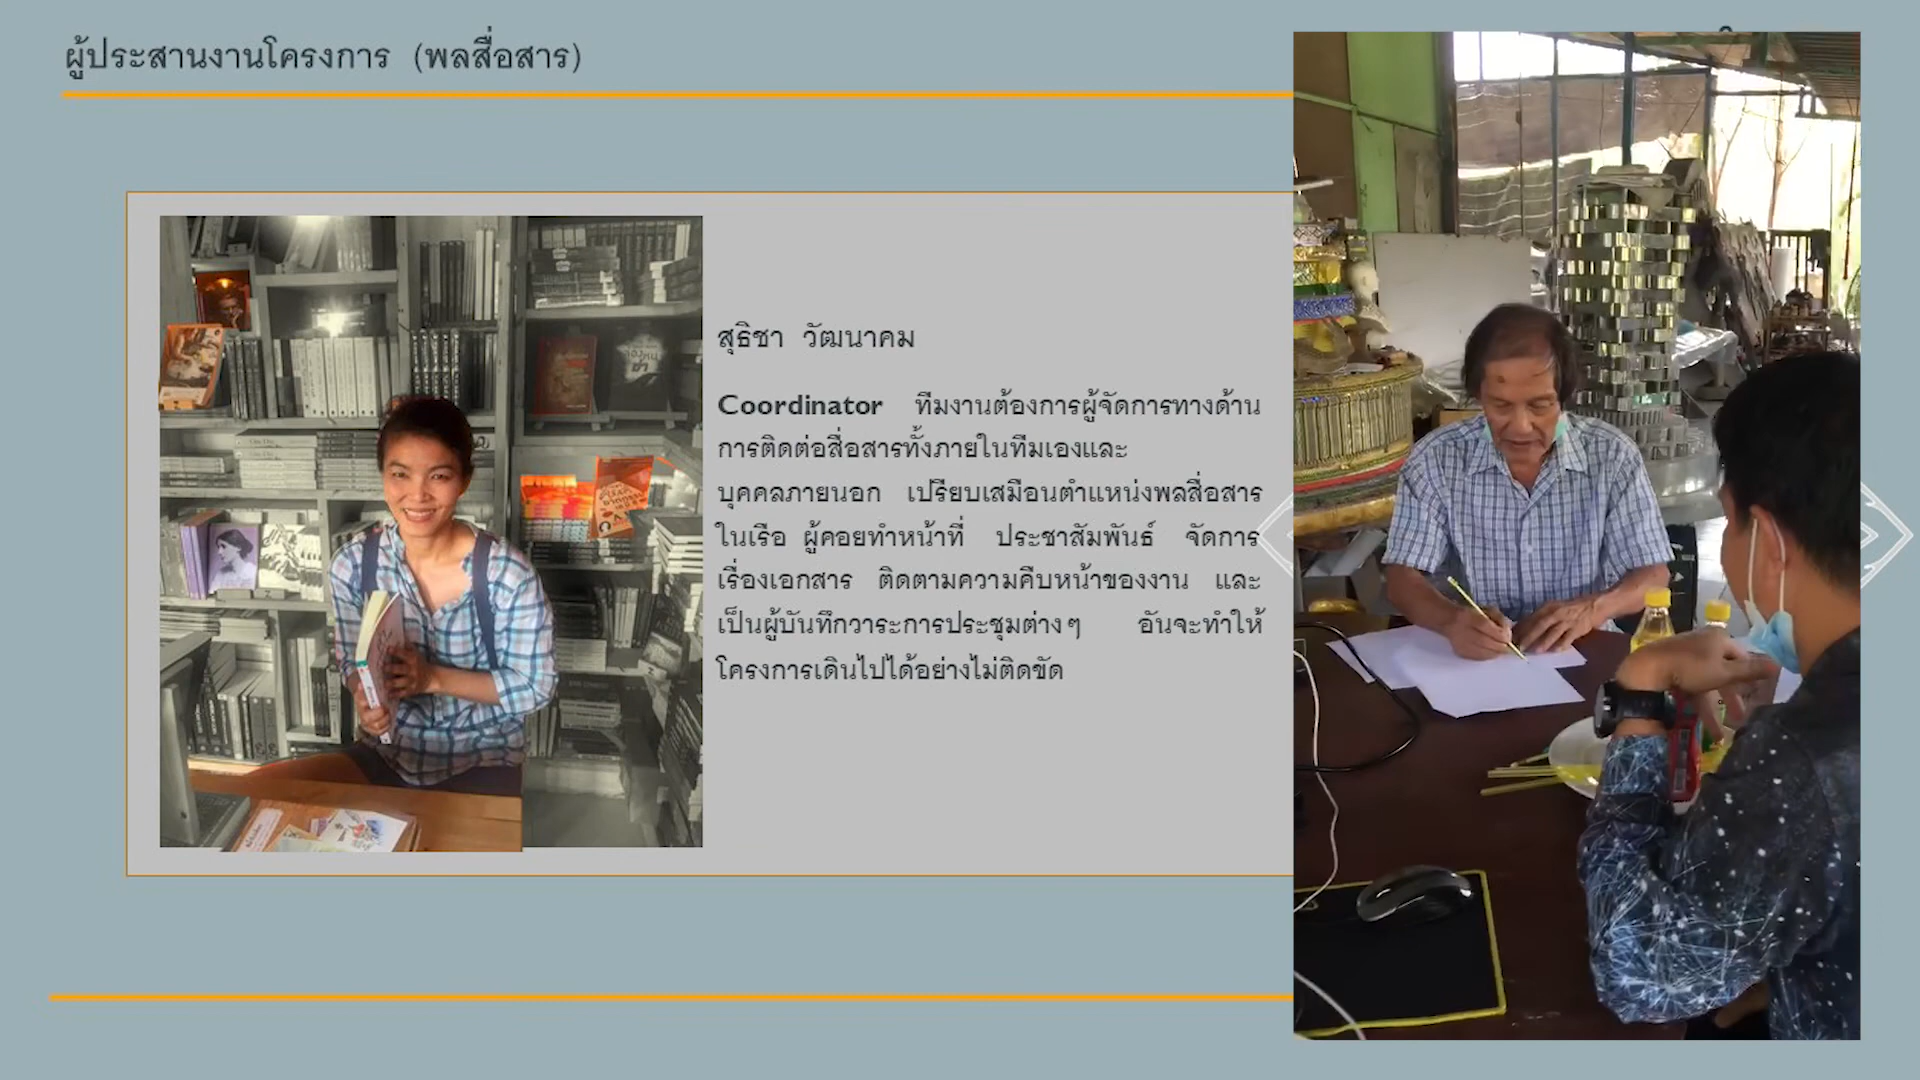 ผู้ประสานงานโครงการ (พลสื่อสาร)
สุธิชา วัฒนาคม
Coordinator ทีมงานต้องการผู้จัดการทางด้าน
การติดต่อสื่อสารทั้งภายในทีมเองและ
บุคคลภายนอก เปรียบเสมือนตำแหน่งพลสื่อสาร
ในเรือ ผู้คอยทำหน้าที่ ประชาสัมพันธ์ จัดการ
เรื่องเอกสาร ติดตามความคืบหน้าของงาน และ
เป็นผู้บันทึกวาระการประชุมต่างๆ อันจะทำให้
โครงการเดินไปได้อย่างไม่ติดขัด